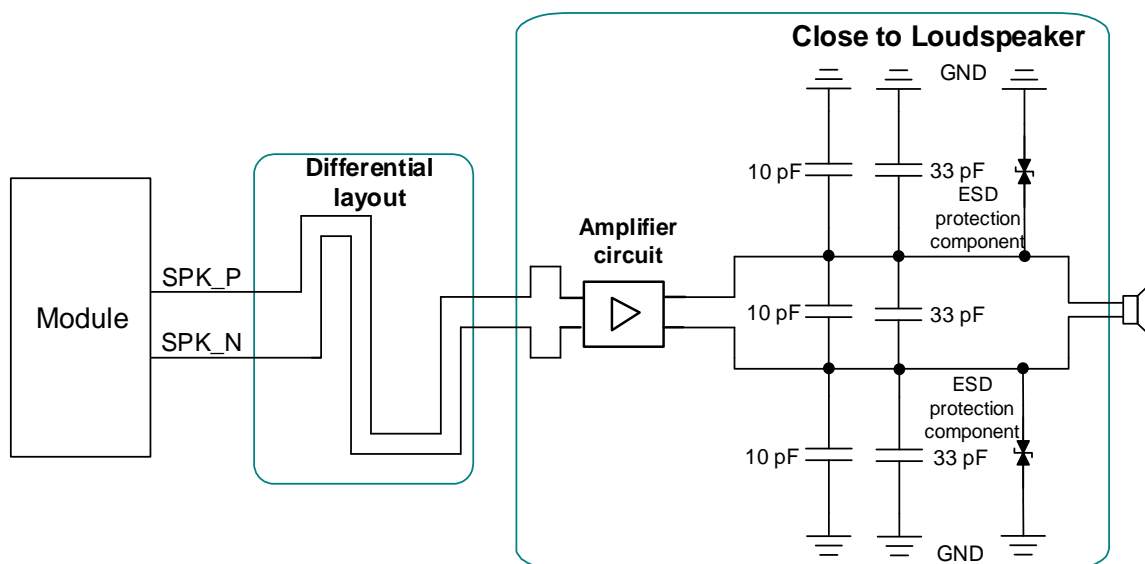 Close to Loudspeaker
GND
Differential
layout
10 pF
33 pF
ESD
protection
component
Amplifier
circuit
SPK_P
Module
10 pF
33 pF
SPK_N
ESD
protection
component
10 pF
33 pF
GND